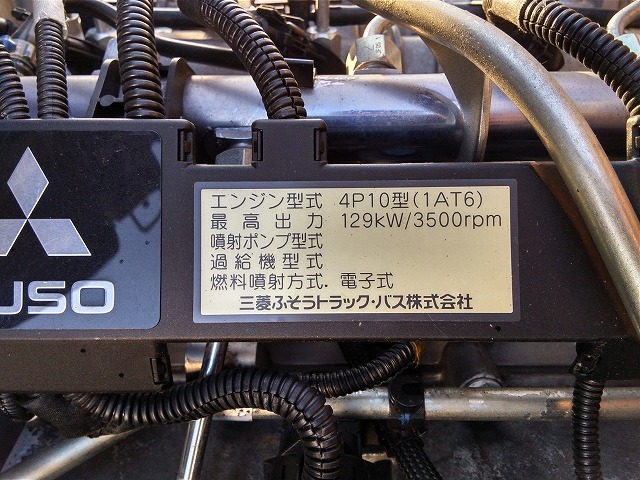 エンジン型式 4P10型(1AT6)
最高出力 129kW/3500rpm
噴射ポンプ型式
過給機型式
燃料噴射方式. 電子式
三菱ふそうトラック・バス株式会社
USO